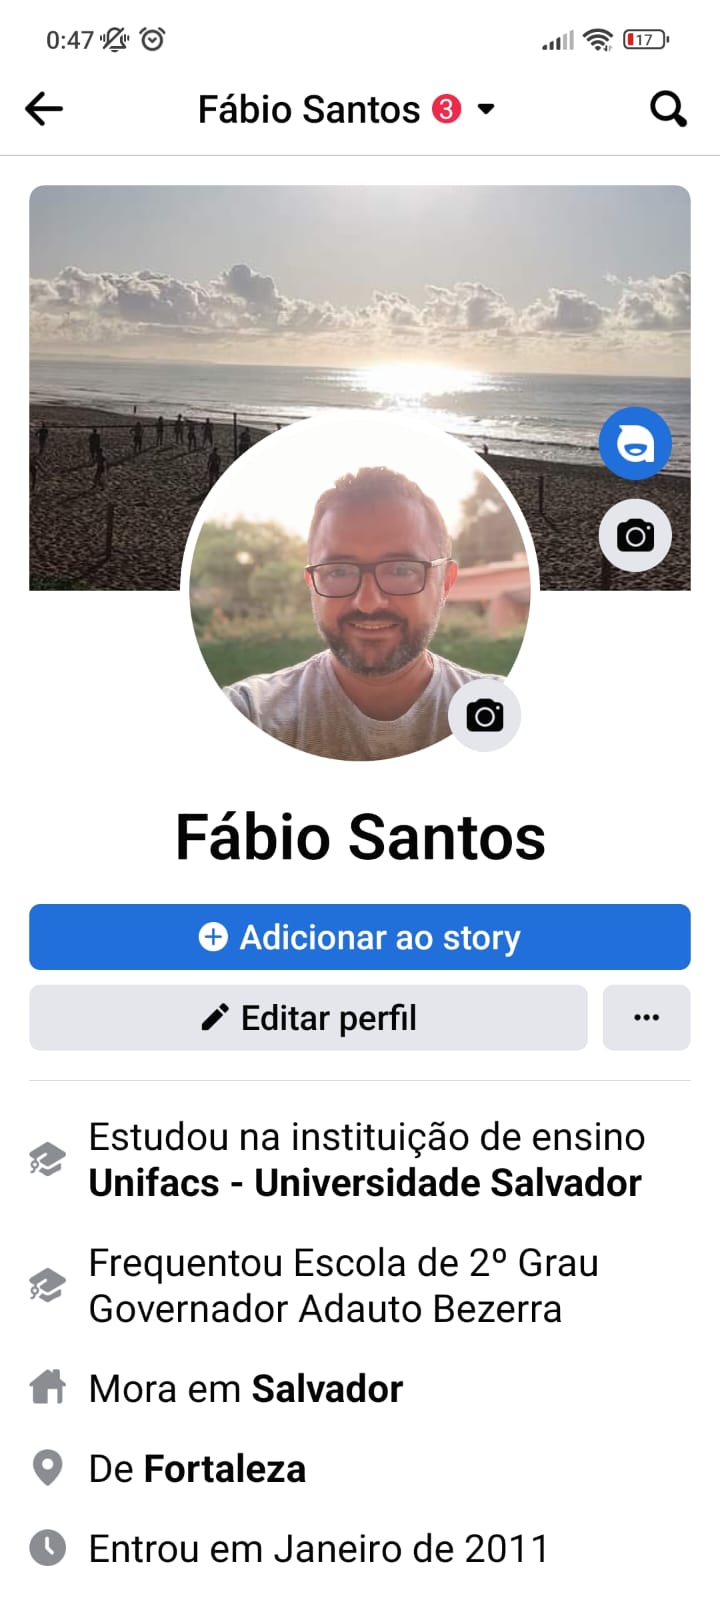 0:47
17
Fábio Santos 3
Fábio Santos
Adicionar ao story
Editar perfil
Estudou na instituição de ensino
Unifacs - Universidade Salvador
Frequentou Escola de 2º Grau
Governador Adauto Bezerra
Mora em Salvador
De Fortaleza
Entrou em Janeiro de 2011